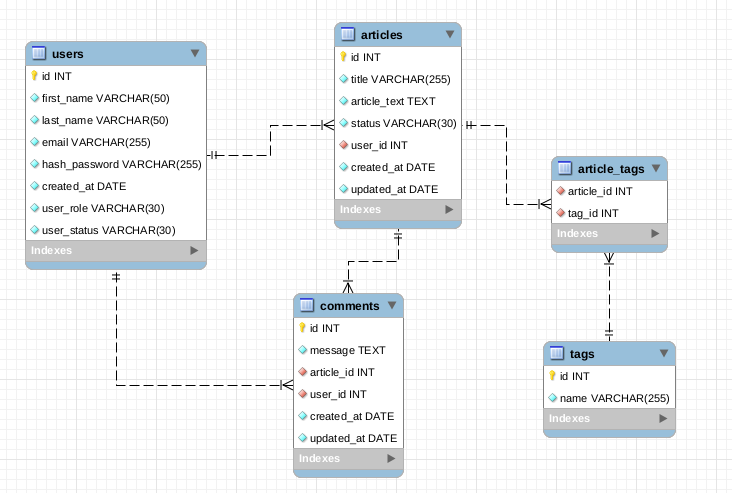 users
id INT
first_name VARCHAR(50)
last_name VARCHAR(50)
email VARCHAR(255)
hash_password VARCHAR(255)
created_at DATE
user_role VARCHAR(30)
user_status VARCHAR(30)
Indexes
articles
id INT
title VARCHAR(255)
article_text TEXT
status VARCHAR(30)
user_id INT
created_at DATE
updated_at DATE
Indexes
article_tags
article_id INT
tag_id INT
Indexes
comments
id INT
message TEXT
article_id INT
user_id INT
created_at DATE
updated_at DATE
Indexes
tags
id INT
name VARCHAR(255)
Indexes